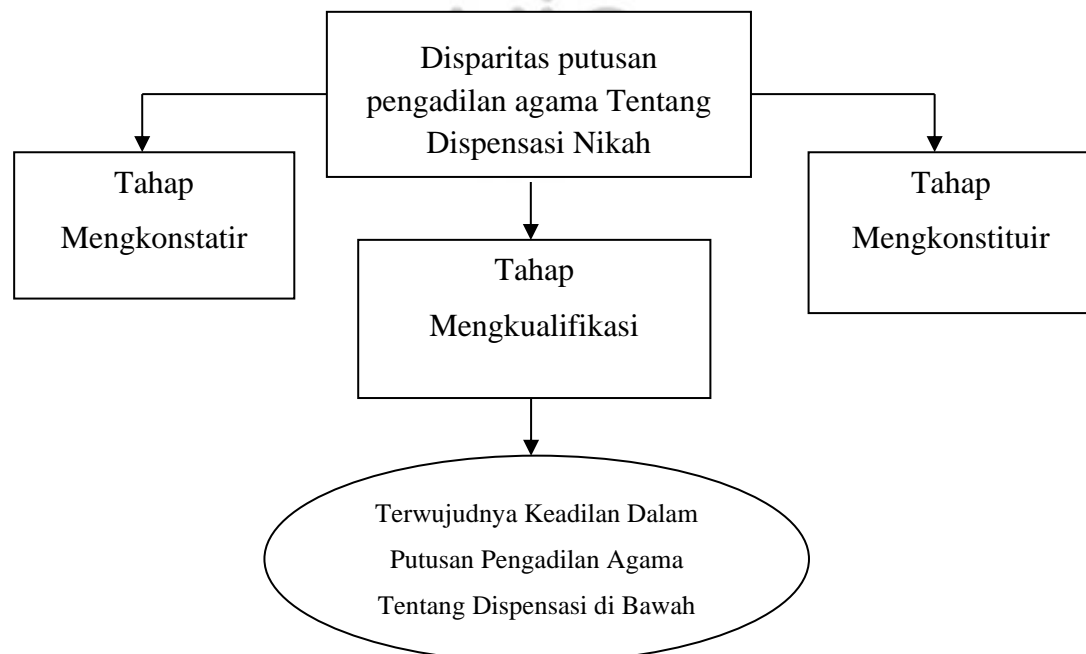 Disparitas putusan
pengadilan agama Tentang
Dispensasi Nikah
Tahap
Mengkonstatir
Tahap
Mengkualifikasi
Tahap
Mengkonstituir
Terwujudnya Keadilan Dalam
Putusan Pengadilan Agama
Tentang Dispensasi di Bawah